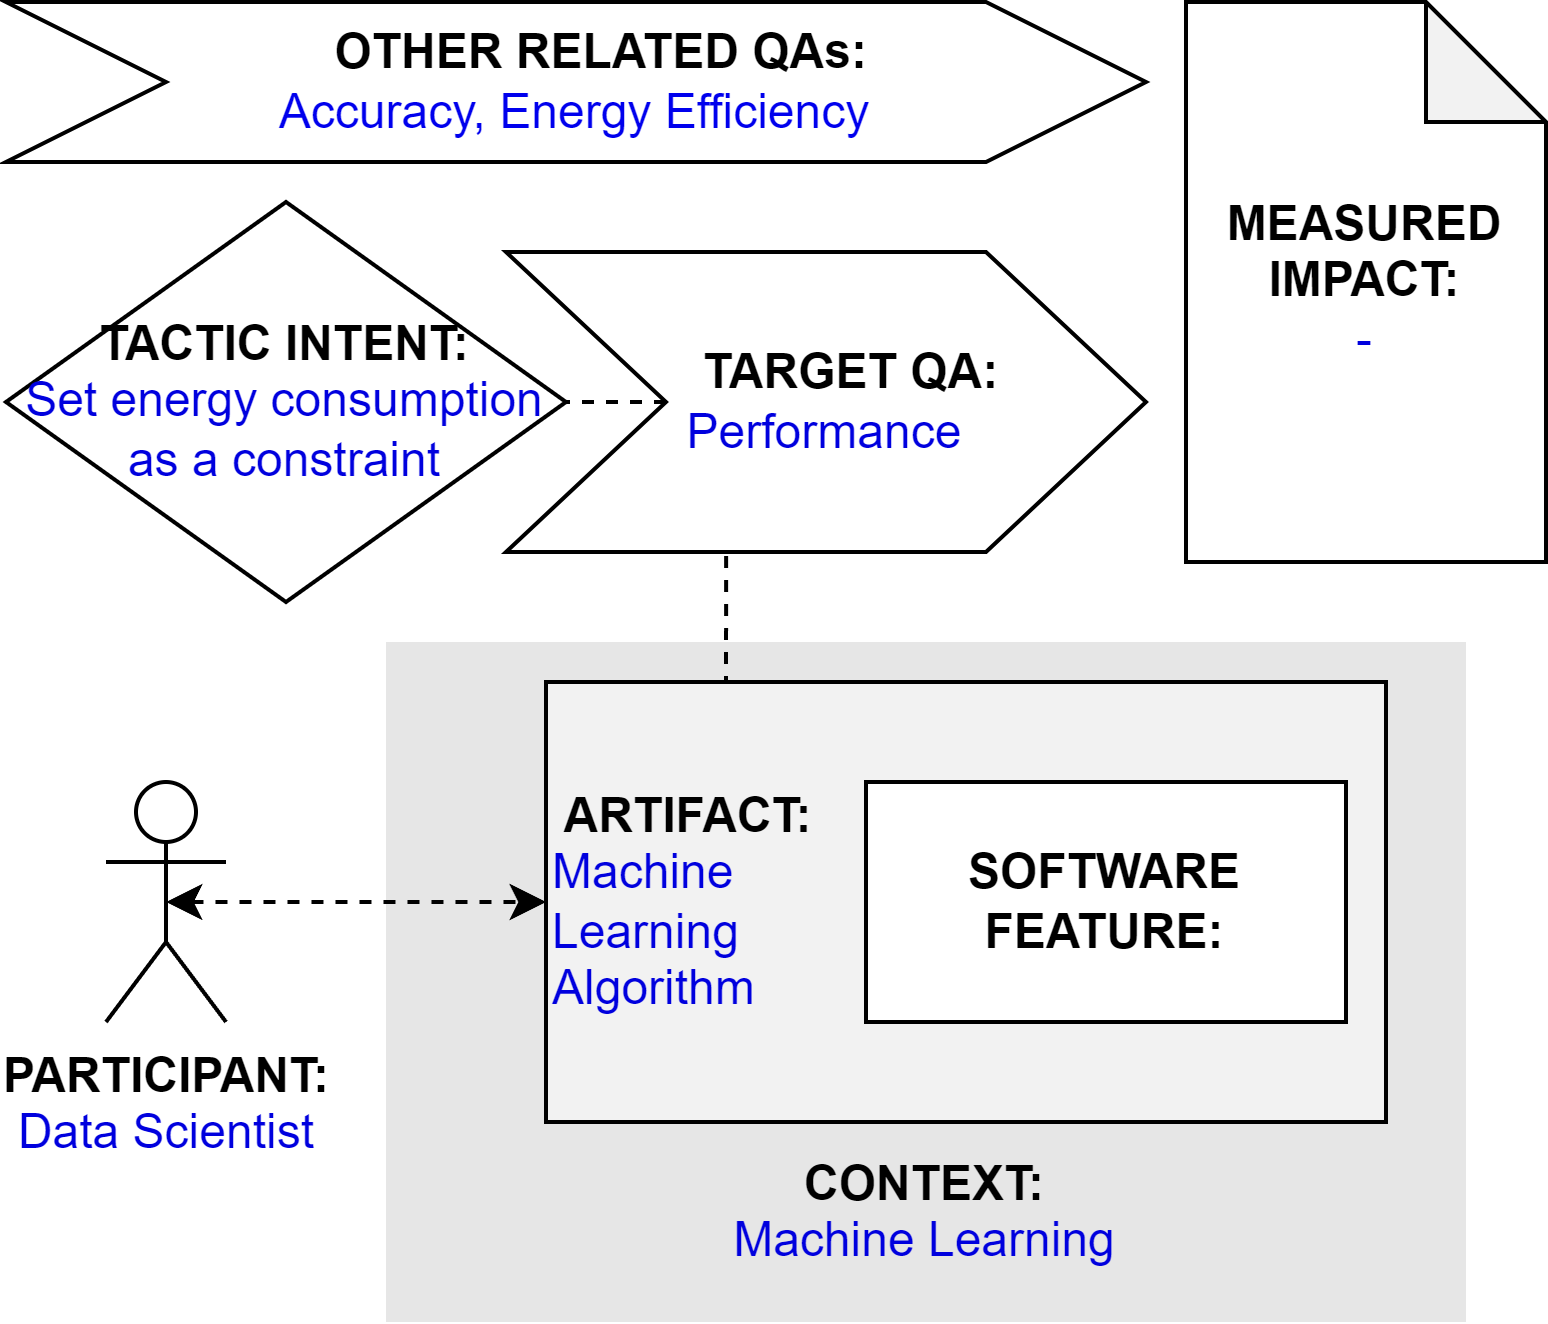 OTHER RELATED QAs:
Accuracy, Energy Efficiency
MEASURED
IMPACT:
-
TACTIC INTENT:
Set energy consumption
as a constraint
TARGET QA:
Performance
ARTIFACT:
Machine
Learning
Algorithm
SOFTWARE
FEATURE:
PARTICIPANT:
Data Scientist
CONTEXT:
Machine Learning